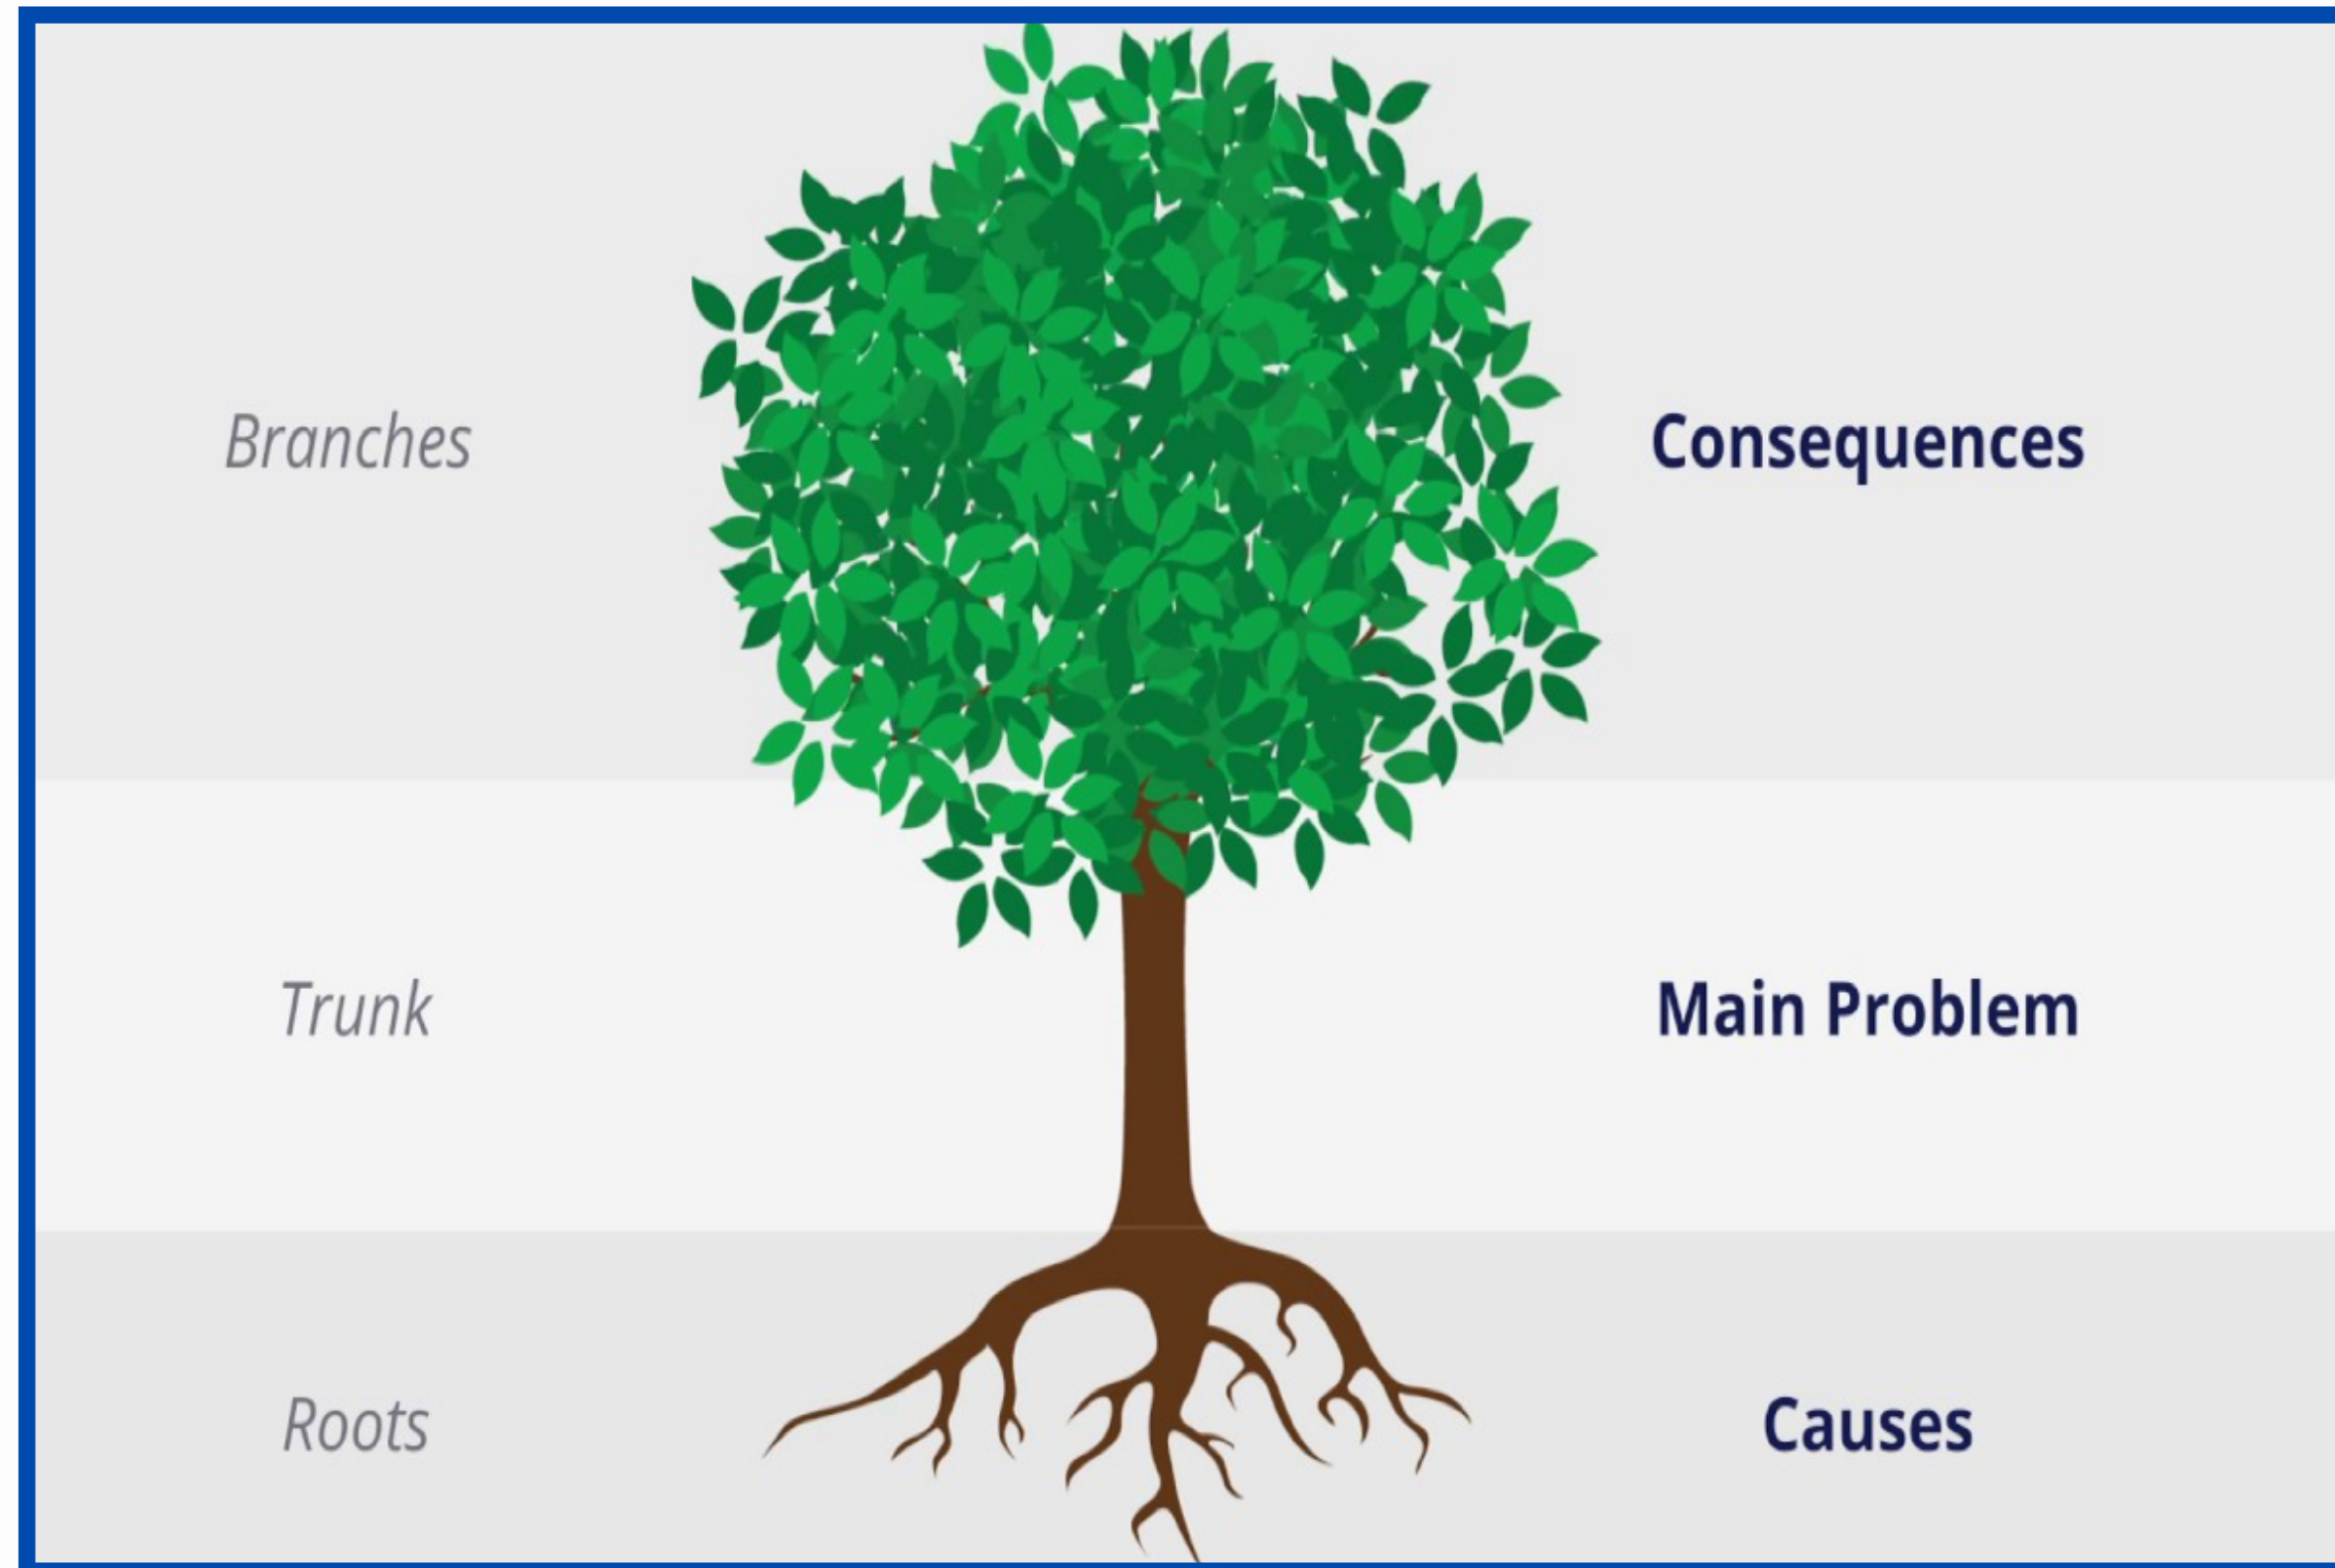 Branches
Consequences
Trunk
Main Problem
Roots
Causes